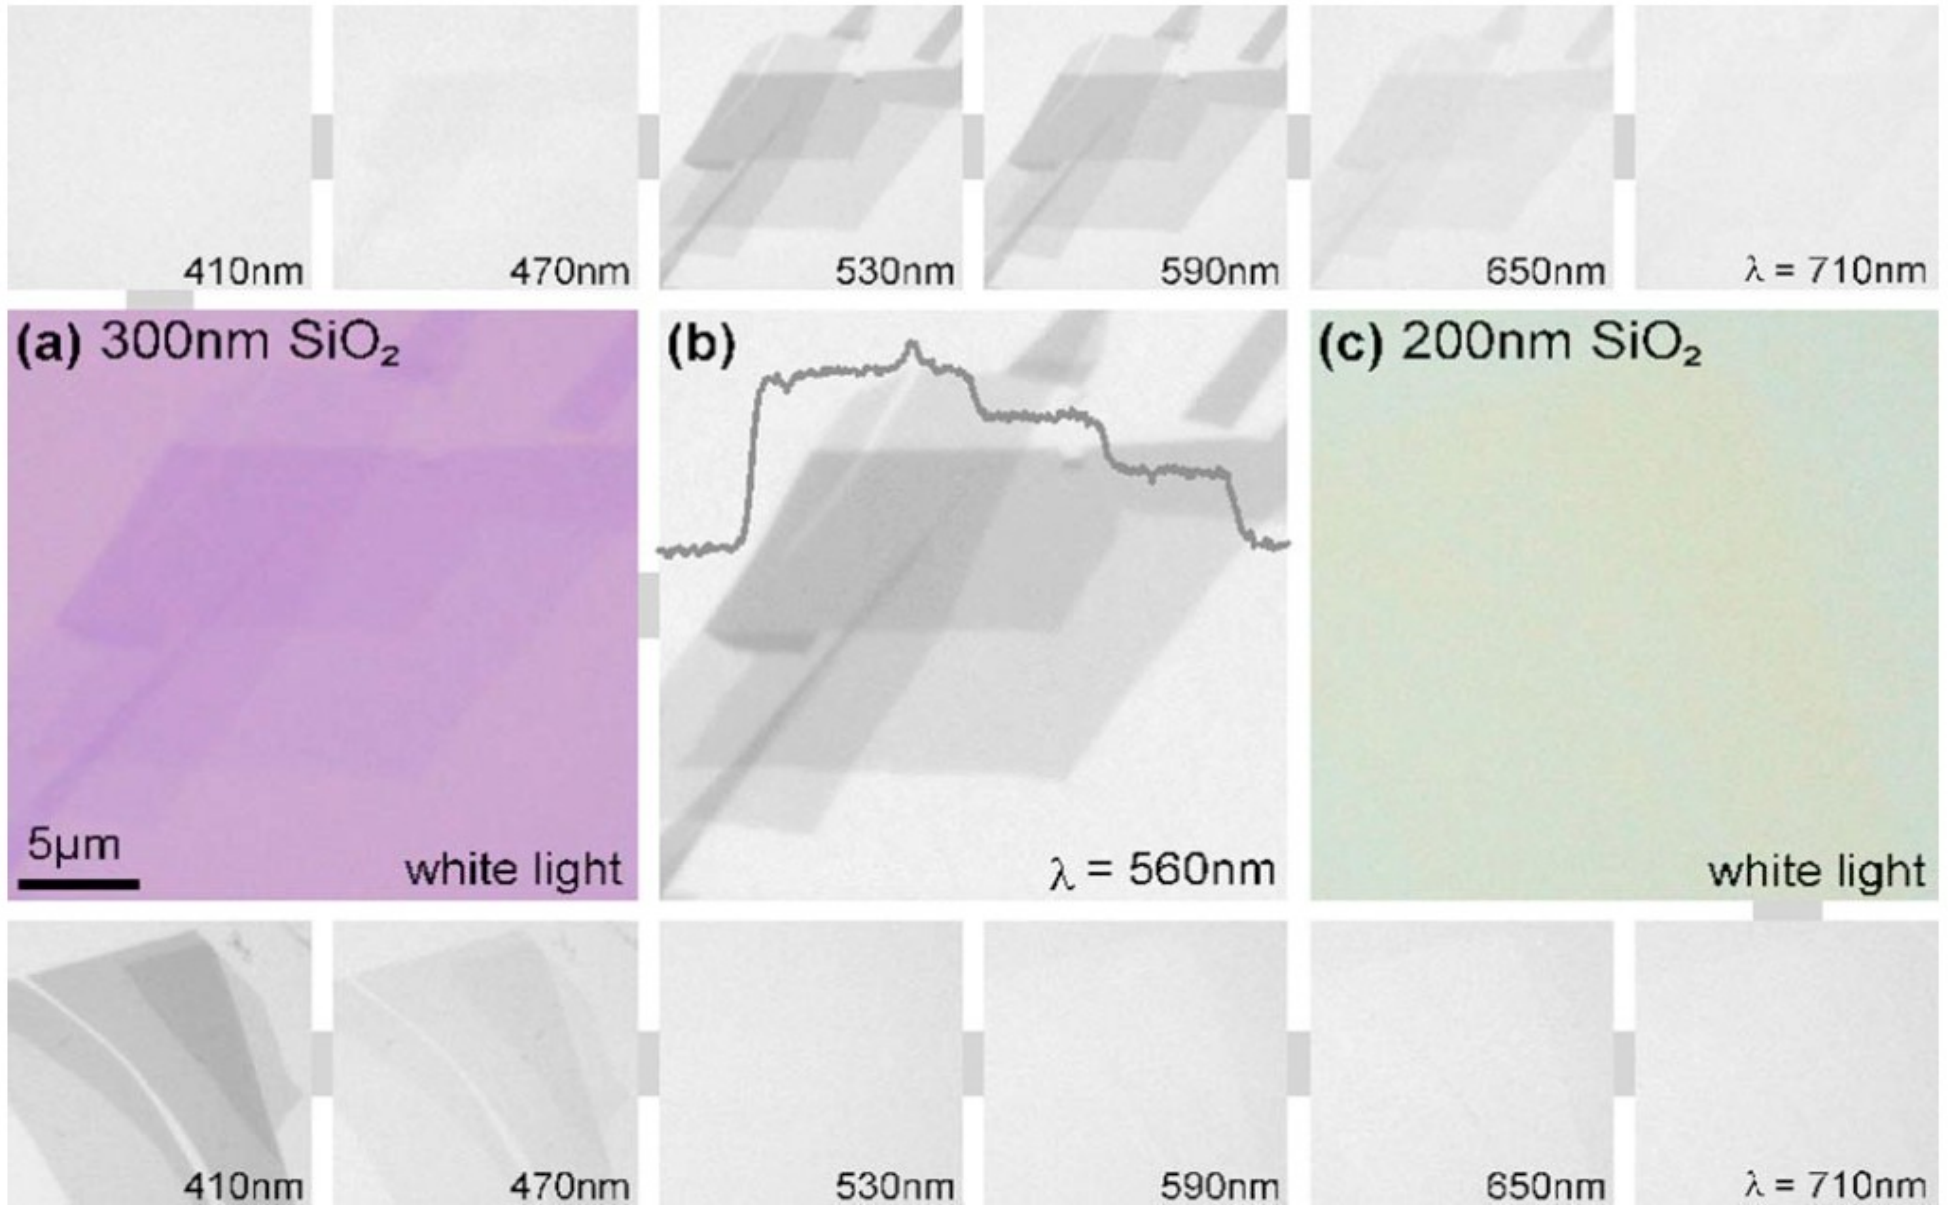 410nm
470nm
530nm
590nm
650nm
λ = 710nm
(a) 300nm SiO₂
5μm
white light
(b)
λ = 560nm
(c) 200nm SiO₂
white light
410nm
470nm
530nm
590nm
650nm
λ = 710nm